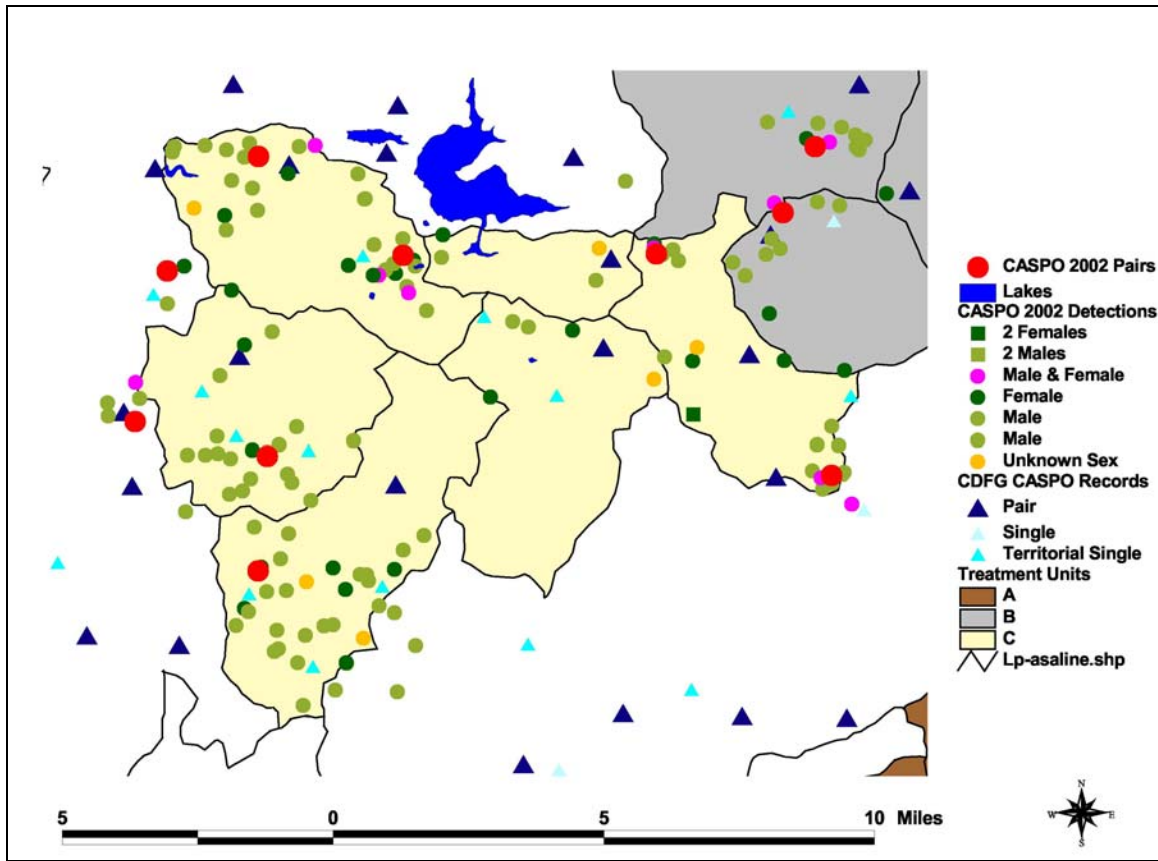 CASPO 2002 Pairs
Lakes
CASPO 2002 Detections
2 Females
2 Males
Male & Female
Female
Male
Male
Unknown Sex
CDFG CASPO Records
Pair
Single
Territorial Single
Treatment Units
A
B
C
Lp-asaline.shp
5 0 5 10 Miles
N
W E
S